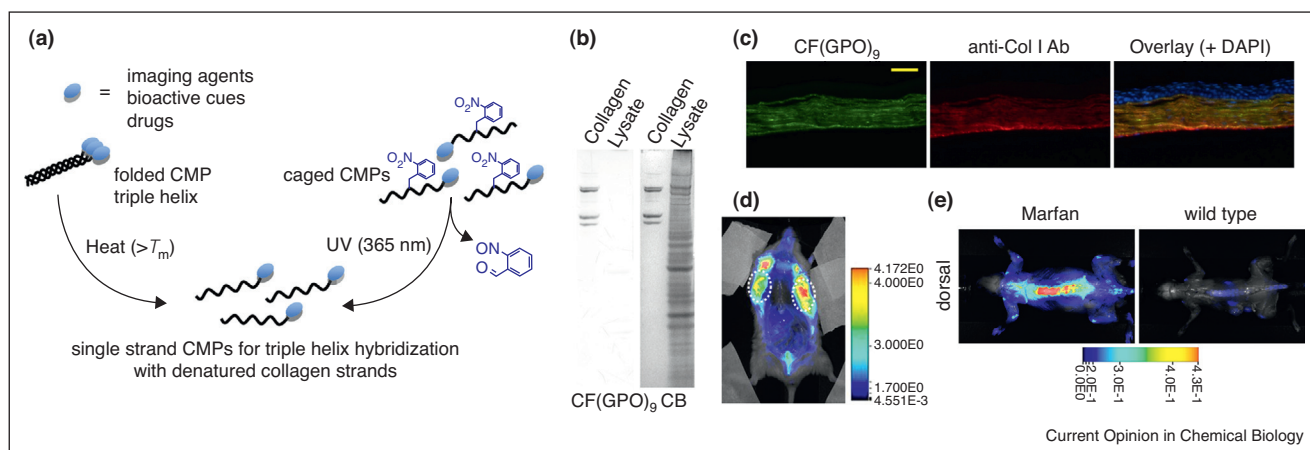 (a)
= imaging agents
bioactive cues
drugs
folded CMP
triple helix
caged CMPs
O₂N
O₂N
O₂N
Heat (>Tm)
UV (365 nm)
ON
O
single strand CMPs for triple helix hybridization
with denatured collagen strands
(b)
Collagen
Lysate
Collagen
Lysate
CF(GPO)₉ CB
(c)
CF(GPO)₉
anti-Col I Ab
Overlay (+ DAPI)
(d)
4.172E0
4.000E0
3.000E0
1.700E0
4.551E-3
(e)
Marfan
wild type
dorsal
0.0E0
2.0E-1
3.0E-1
4.0E-1
4.3E-1
Current Opinion in Chemical Biology